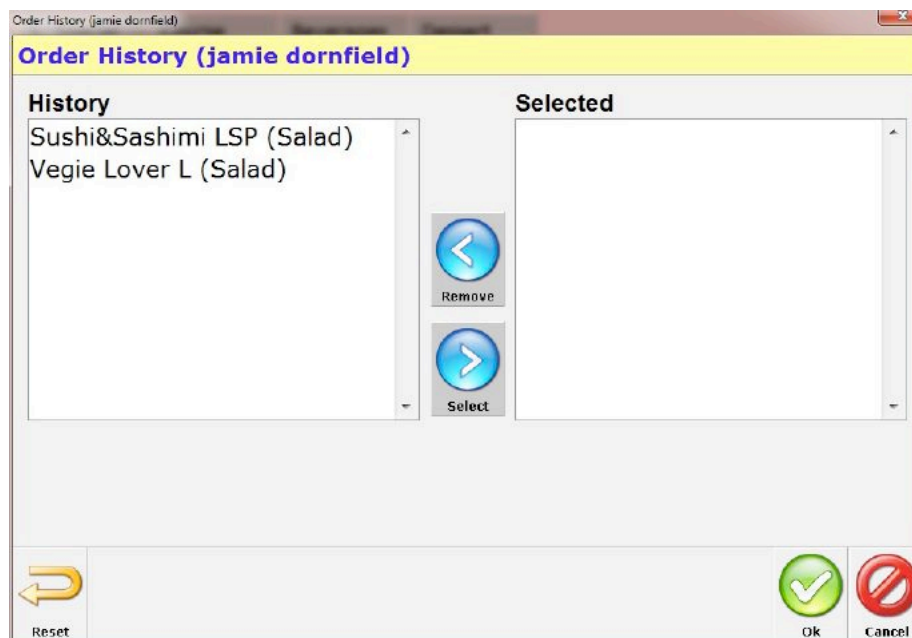 Order History (jamie dornfield)
Order History (jamie dornfield)
History
Selected
Sushi&Sashimi LSP (Salad)
Vegie Lover L (Salad)
Remove
Select
Reset
Ok
Cancel